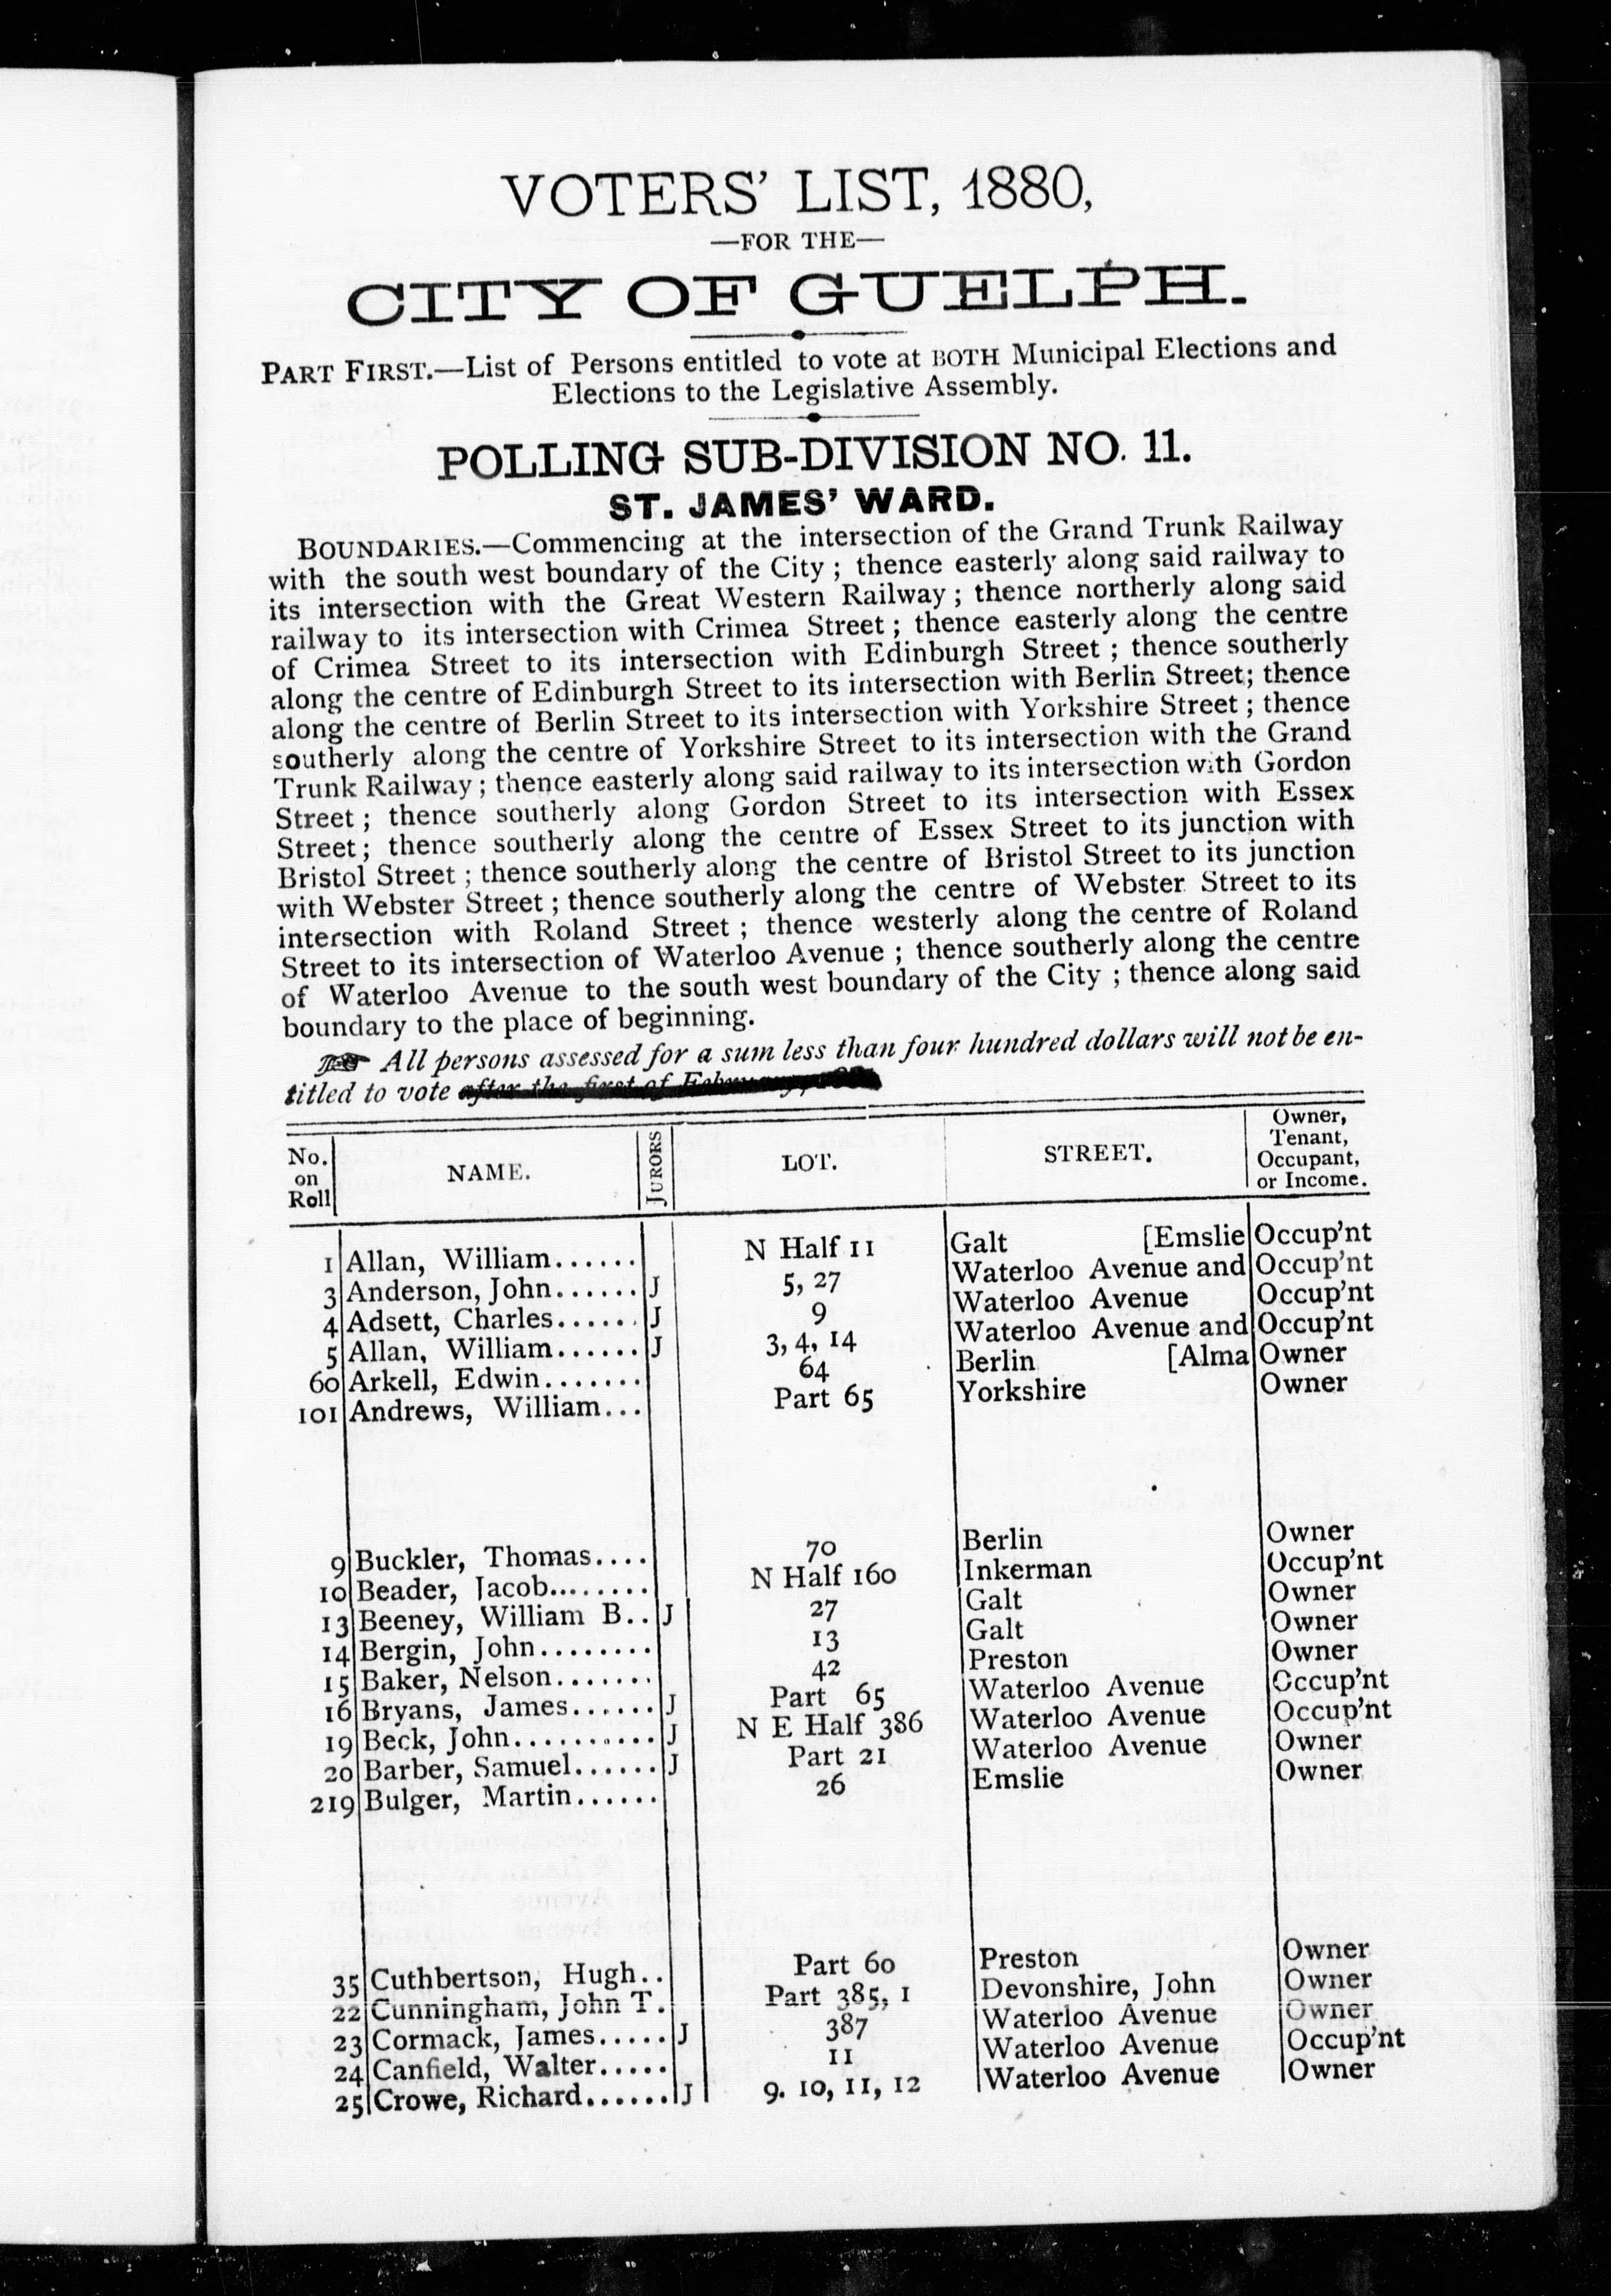 VOTERS' LIST, 1880,
—FOR THE—
CITY OF GUELPH.
PART FIRST.—List of Persons entitled to vote at BOTH Municipal Elections and
Elections to the Legislative Assembly.
POLLING SUB-DIVISION NO. 11.
ST. JAMES' WARD.
BOUNDARIES.—Commencing at the intersection of the Grand Trunk Railway
with the south west boundary of the City ; thence easterly along said railway to
its intersection with the Great Western Railway ; thence northerly along said
railway to its intersection with Crimea Street ; thence easterly along the centre
of Crimea Street to its intersection with Edinburgh Street ; thence southerly
along the centre of Edinburgh Street to its intersection with Berlin Street; thence
along the centre of Berlin Street to its intersection with Yorkshire Street ; thence
southerly along the centre of Yorkshire Street to its intersection with the Grand
Trunk Railway ; thence easterly along said railway to its intersection with Gordon
Street ; thence southerly along Gordon Street to its intersection with Essex
Street; thence southerly along the centre of Essex Street to its junction with
Bristol Street ; thence southerly along the centre of Bristol Street to its junction
with Webster Street ; thence southerly along the centre of Webster Street to its
intersection with Roland Street ; thence westerly along the centre of Roland
Street to its intersection of Waterloo Avenue ; thence southerly along the centre
of Waterloo Avenue to the south west boundary of the City ; thence along said
boundary to the place of beginning.
All persons assessed for a sum less than four hundred dollars will not be en-
titled to vote after the first of February,
No. on Roll NAME. JURORS LOT. STREET. Owner, Tenant, Occupant, or Income.
1 Allan, William...... N Half 11 Galt [Emslie Occup'nt
3 Anderson, John...... J 5, 27 Waterloo Avenue and Occup'nt
4 Adsett, Charles...... J 9 Waterloo Avenue Occup'nt
5 Allan, William...... J 3, 4, 14 Waterloo Avenue and Occup'nt
60 Arkell, Edwin....... 64 Berlin [Alma Owner
101 Andrews, William... Part 65 Yorkshire Owner
9 Buckler, Thomas.... 70 Berlin Owner
10 Beader, Jacob......... N Half 160 Inkerman Occup'nt
13 Beeney, William B.. J 27 Galt Owner
14 Bergin, John........ 13 Galt Owner
15 Baker, Nelson....... 42 Preston Owner
16 Bryans, James...... J Part 65 Waterloo Avenue Occup'nt
19 Beck, John.......... J N E Half 386 Waterloo Avenue Occup'nt
20 Barber, Samuel...... J Part 21 Waterloo Avenue Owner
219 Bulger, Martin...... 26 Emslie Owner
35 Cuthbertson, Hugh.. Part 60 Preston Owner
22 Cunningham, John T. Part 385, 1 Devonshire, John Owner
23 Cormack, James..... J 387 Waterloo Avenue Owner
24 Canfield, Walter..... 11 Waterloo Avenue Occup'nt
25 Crowe, Richard...... J 9. 10, 11, 12 Waterloo Avenue Owner